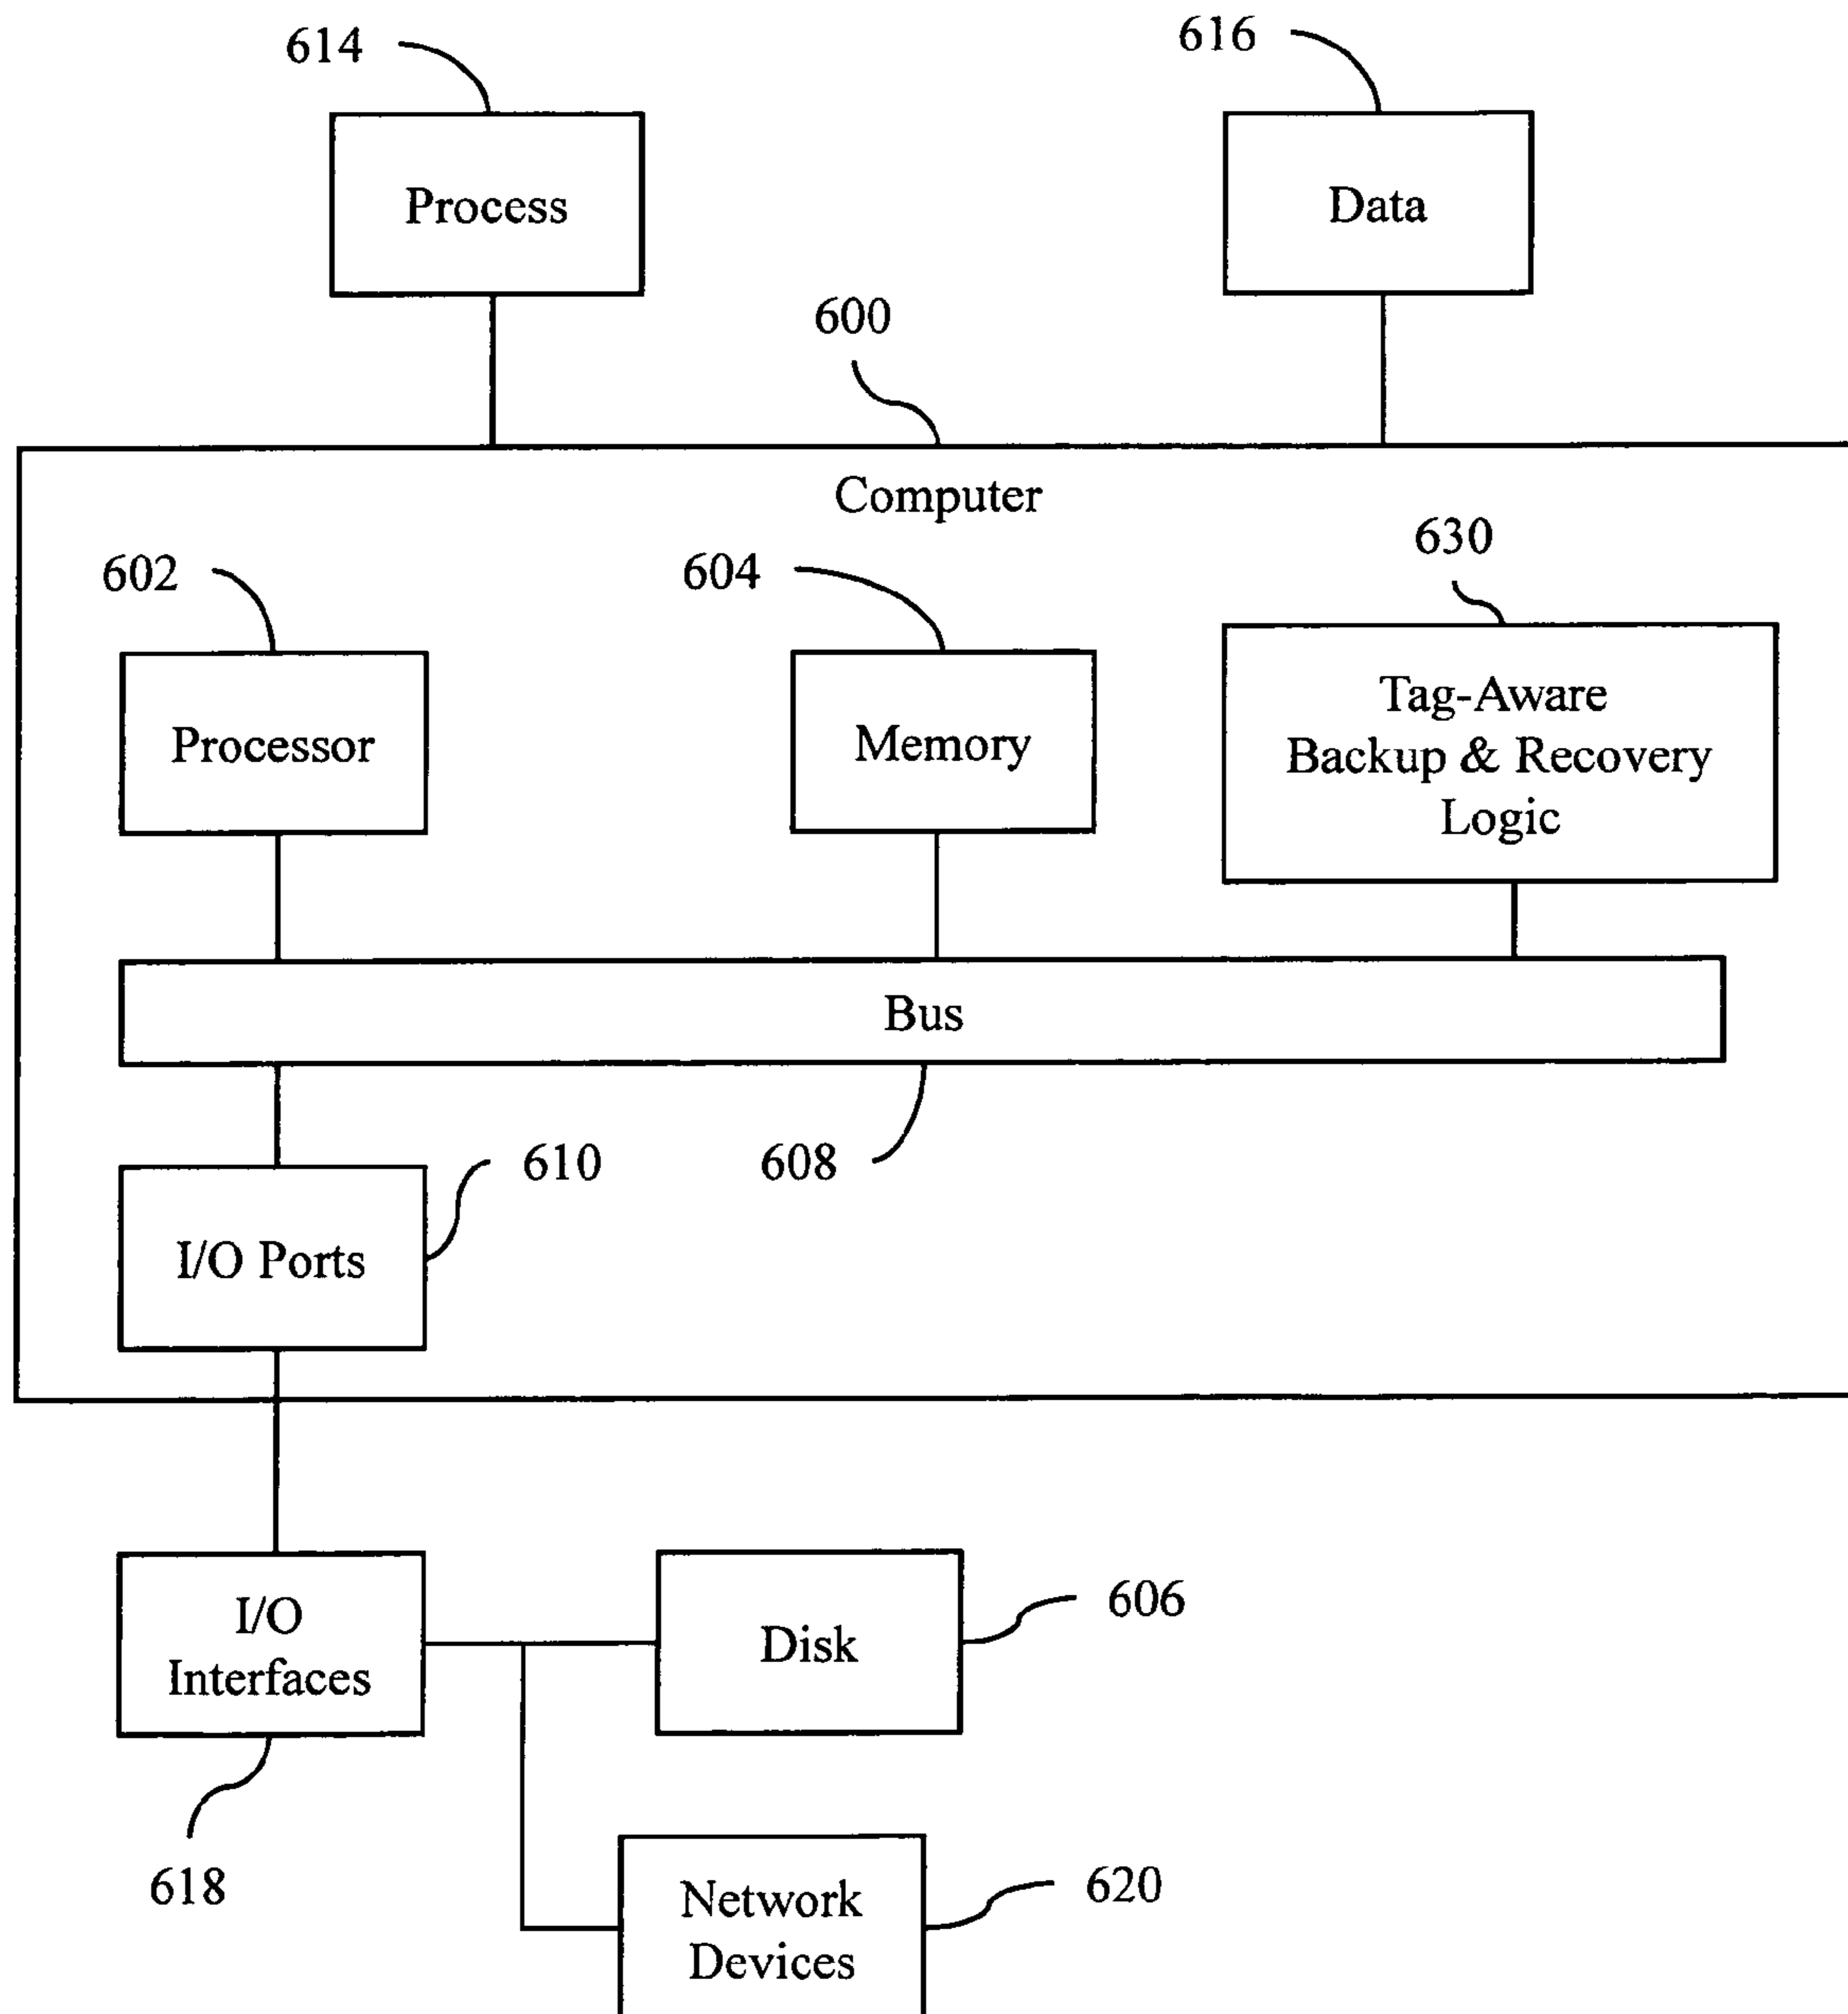 614
616
Process
Data
600
Computer
602
604
630
Processor
Memory
Tag-Aware
Backup & Recovery
Logic
Bus
610
608
I/O Ports
I/O
Interfaces
Disk
606
618
Network
Devices
620